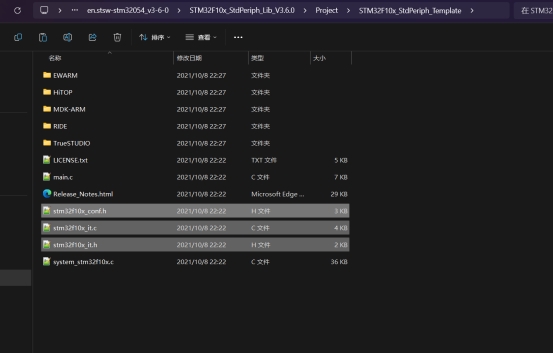 … en.stsw-stm32054_v3-6-0 > STM32F10x_StdPeriph_Lib_V3.6.0 > Project > STM32F10x_StdPeriph_Template > 在 STM32
排序 查看 …
名称 修改日期 类型 大小
EWARM 2021/10/8 22:27 文件夹
HiTOP 2021/10/8 22:27 文件夹
MDK-ARM 2021/10/8 22:27 文件夹
RIDE 2021/10/8 22:27 文件夹
TrueSTUDIO 2021/10/8 22:27 文件夹
LICENSE.txt 2021/10/8 22:22 TXT 文件 5 KB
main.c 2021/10/8 22:22 C 文件 7 KB
Release_Notes.html 2021/10/8 22:22 Microsoft Edge ... 29 KB
stm32f10x_conf.h 2021/10/8 22:22 H 文件 3 KB
stm32f10x_it.c 2021/10/8 22:22 C 文件 4 KB
stm32f10x_it.h 2021/10/8 22:22 H 文件 2 KB
system_stm32f10x.c 2021/10/8 22:22 C 文件 36 KB